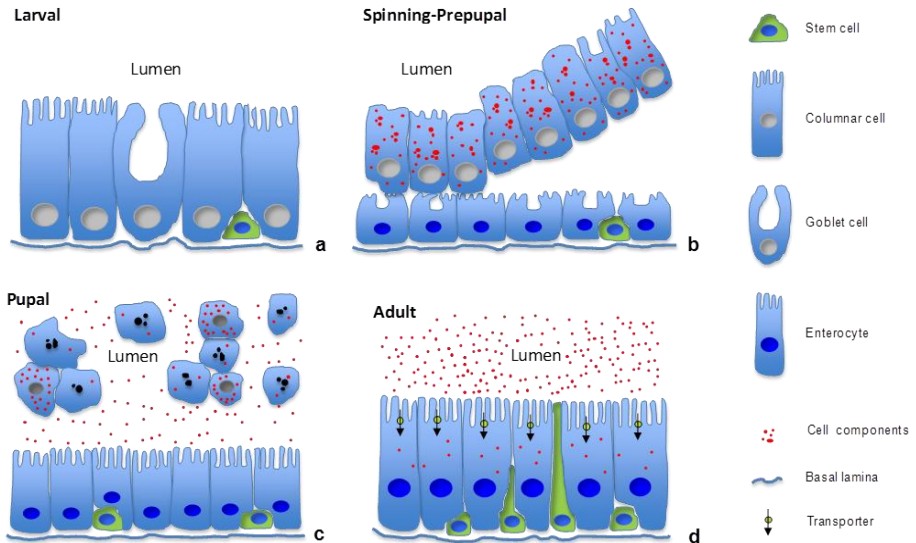 Larval
Lumen
a
Spinning-Prepupal
Lumen
b
Pupal
Lumen
c
Adult
Lumen
d
Stem cell
Columnar cell
Goblet cell
Enterocyte
Cell components
Basal lamina
Transporter